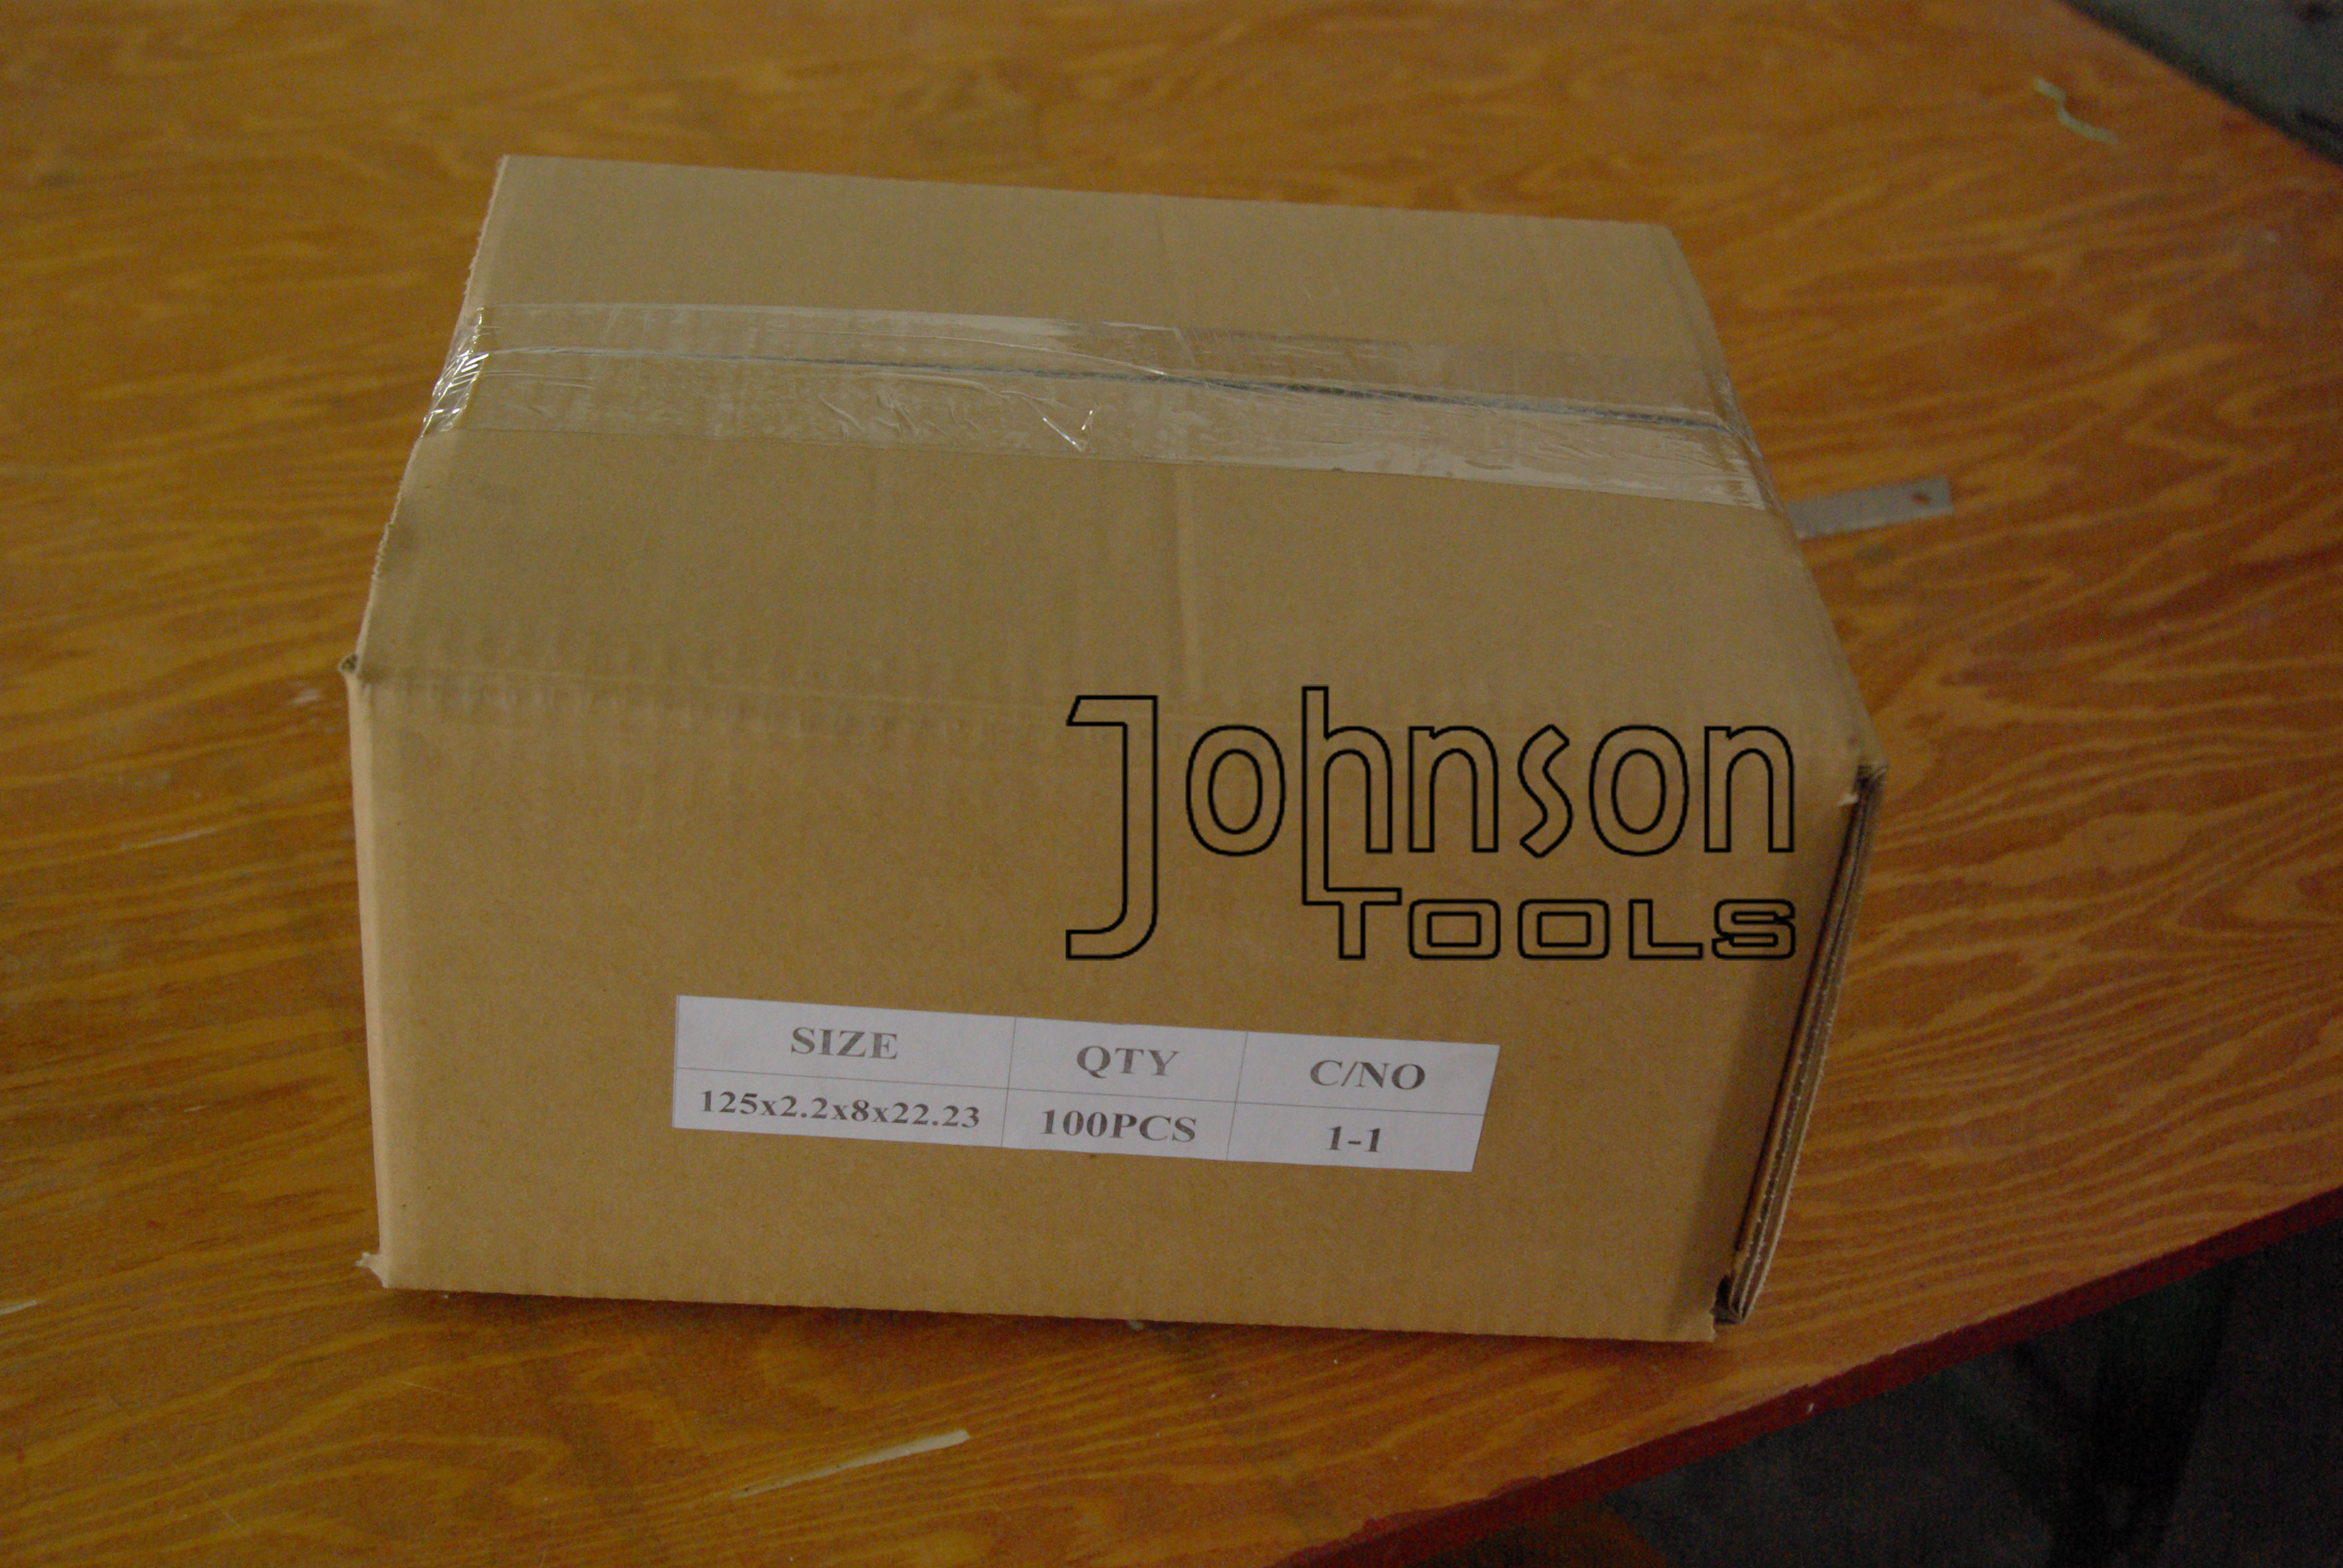 Johnson
TOOLS
SIZE QTY C/NO
125x2.2x8x22.23 100PCS 1-1